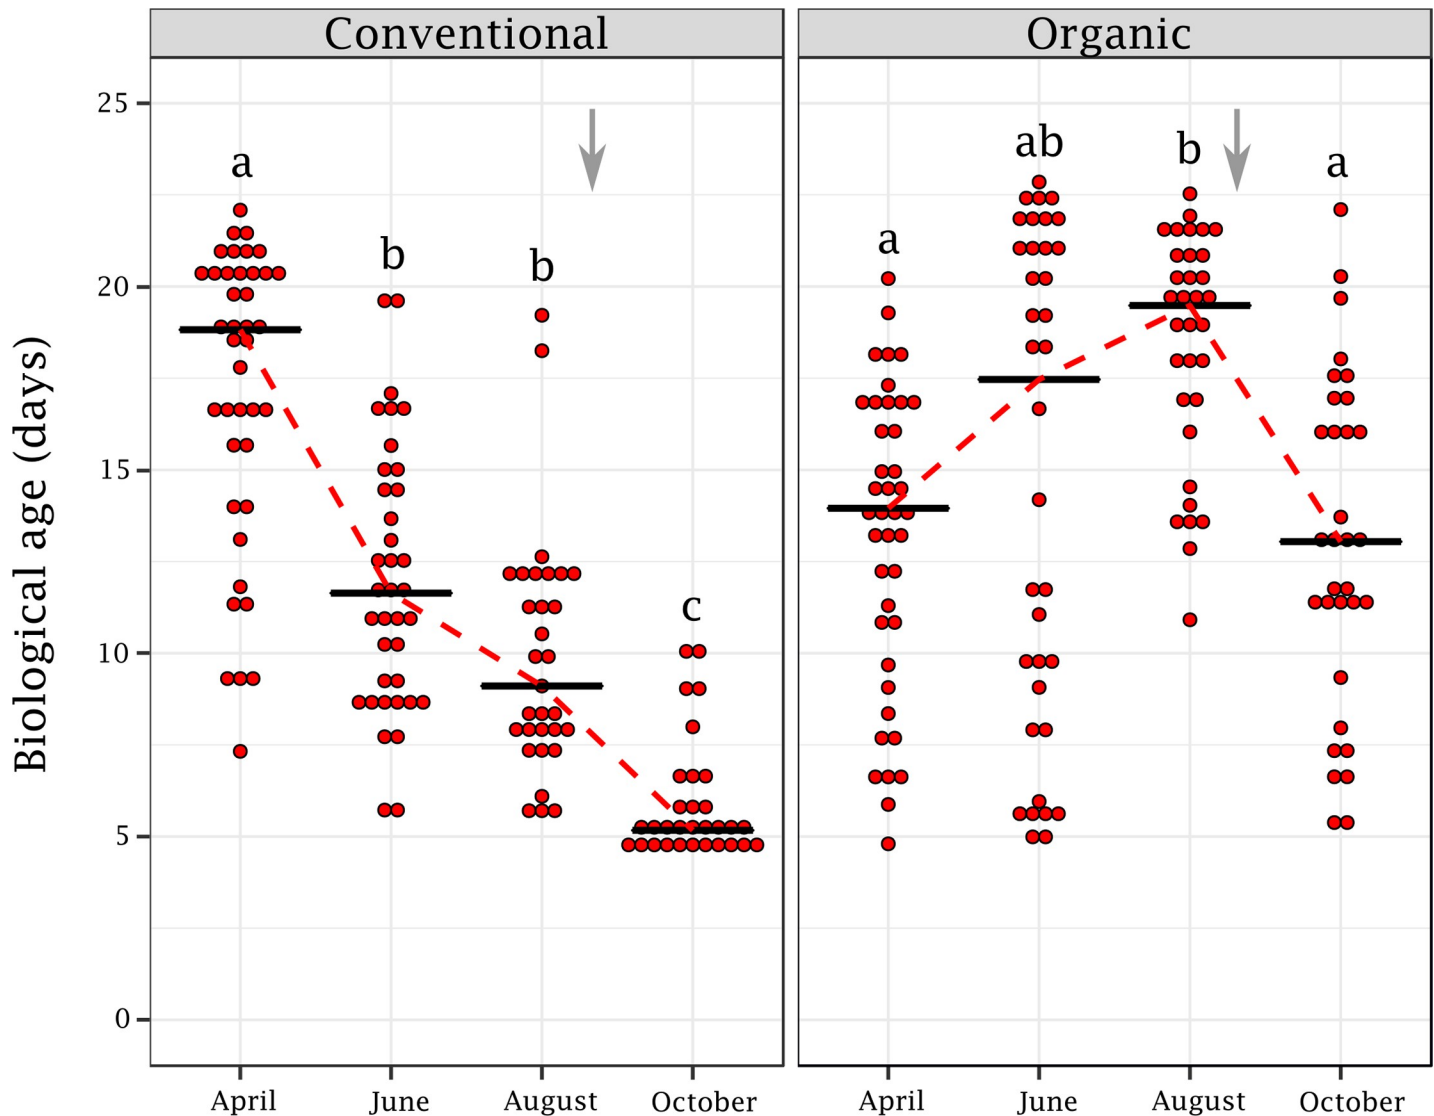 Conventional
Organic
Biological age (days)
25
20
15
10
5
0
a
b
b
c
a
ab
b
a
April
June
August
October
April
June
August
October